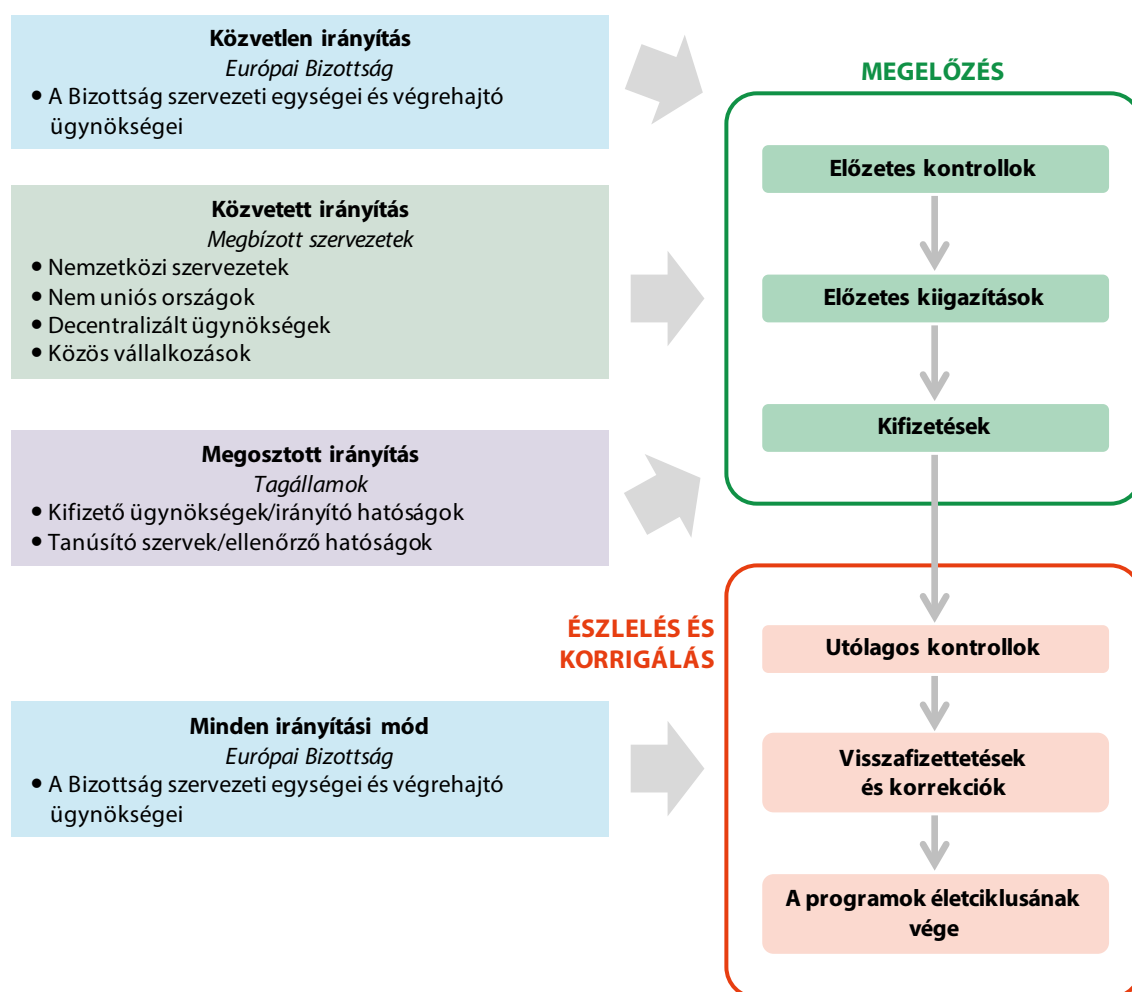 Közvetlen irányítás
Európai Bizottság
• A Bizottság szervezeti egységei és végrehajtó
ügynökségei
Közvetett irányítás
Megbízott szervezetek
• Nemzetközi szervezetek
• Nem uniós országok
• Decentralizált ügynökségek
• Közös vállalkozások
Megosztott irányítás
Tagállamok
• Kifizető ügynökségek/irányító hatóságok
• Tanúsító szervek/ellenőrző hatóságok
Minden irányítási mód
Európai Bizottság
• A Bizottság szervezeti egységei és végrehajtó
ügynökségei
MEGELŐZÉS
Előzetes kontrollok
Előzetes kiigazítások
Kifizetések
ÉSZLELÉS ÉS
KORRIGÁLÁS
Utólagos kontrollok
Visszafizettetések
és korrekciók
A programok életciklusának
vége